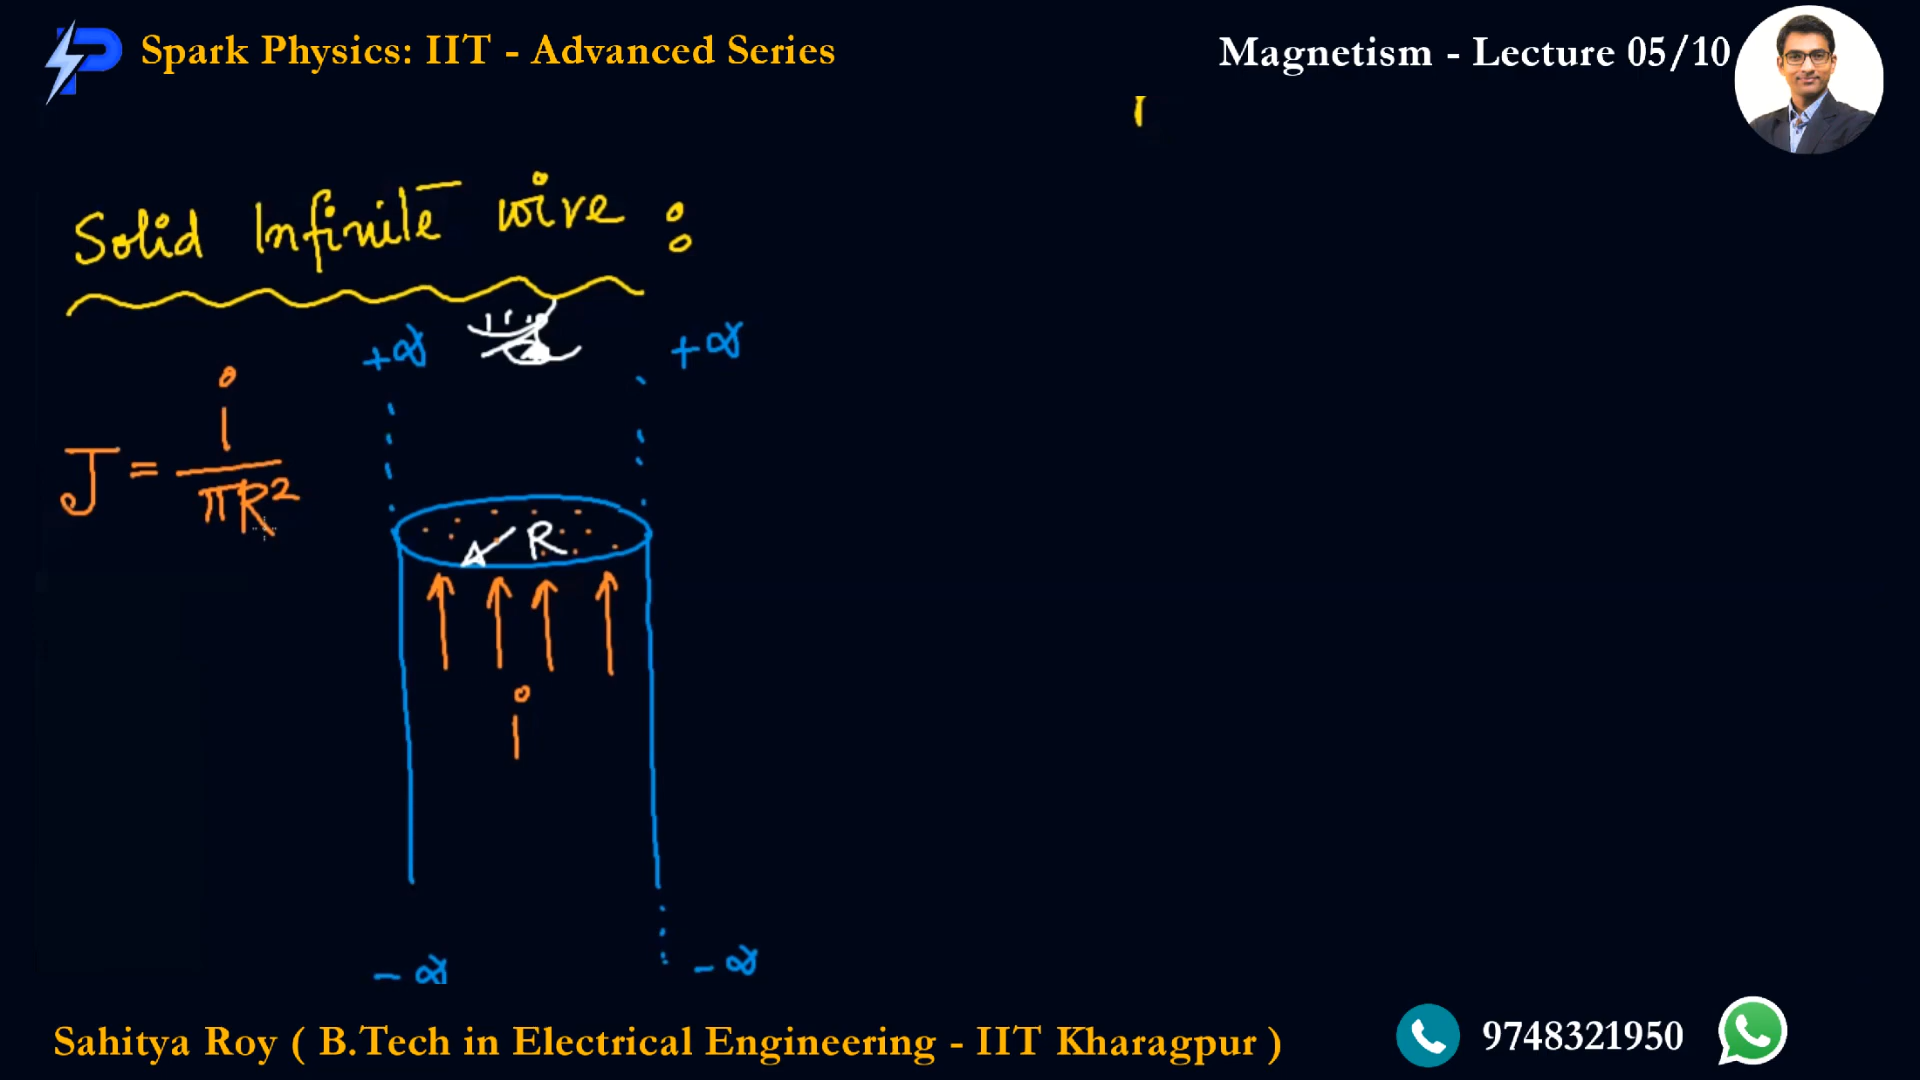 Spark Physics: IIT - Advanced Series
Magnetism - Lecture 05/10
Solid Infinite wire :
+∝ +∝
J = i / πR²
R
i
- ∝ - ∝
Sahitya Roy ( B.Tech in Electrical Engineering - IIT Kharagpur )
9748321950